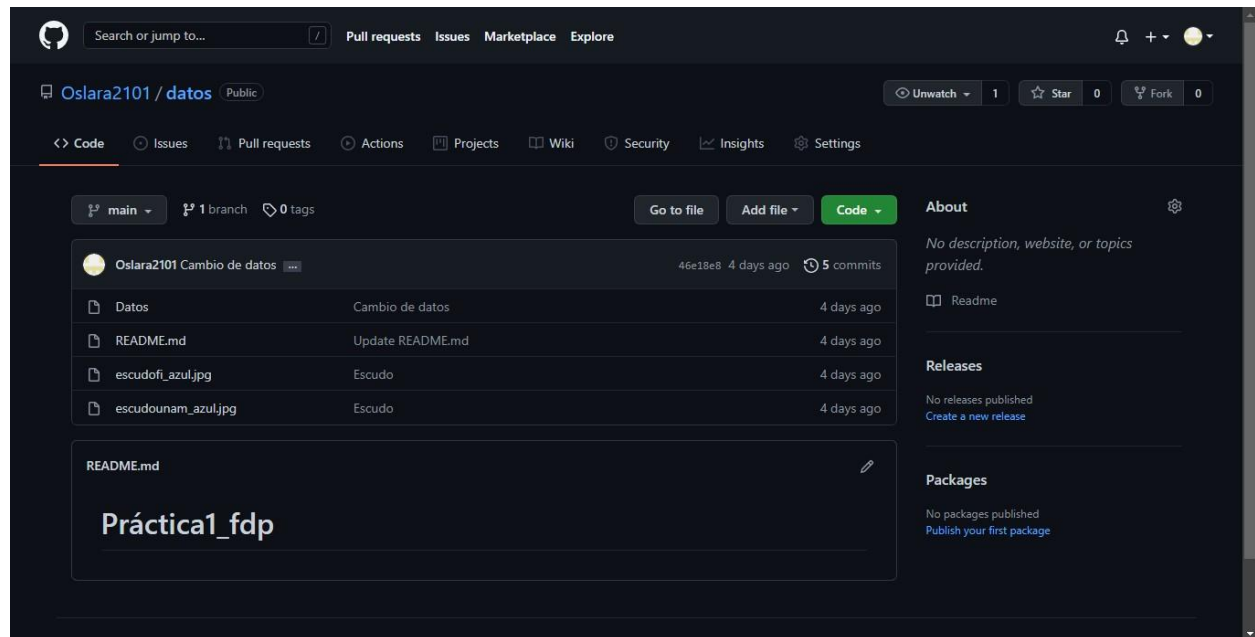 Search or jump to... / Pull requests Issues Marketplace Explore
Oslara2101 / datos Public Unwatch 1 Star 0 Fork 0
<> Code Issues Pull requests Actions Projects Wiki Security Insights Settings
main 1 branch 0 tags Go to file Add file Code
Oslara2101 Cambio de datos ... 46e18e8 4 days ago 5 commits
Datos Cambio de datos 4 days ago
README.md Update README.md 4 days ago
escudofi_azul.jpg Escudo 4 days ago
escudounam_azul.jpg Escudo 4 days ago
README.md
Práctica1_fdp
About
No description, website, or topics
provided.
Readme
Releases
No releases published
Create a new release
Packages
No packages published
Publish your first package